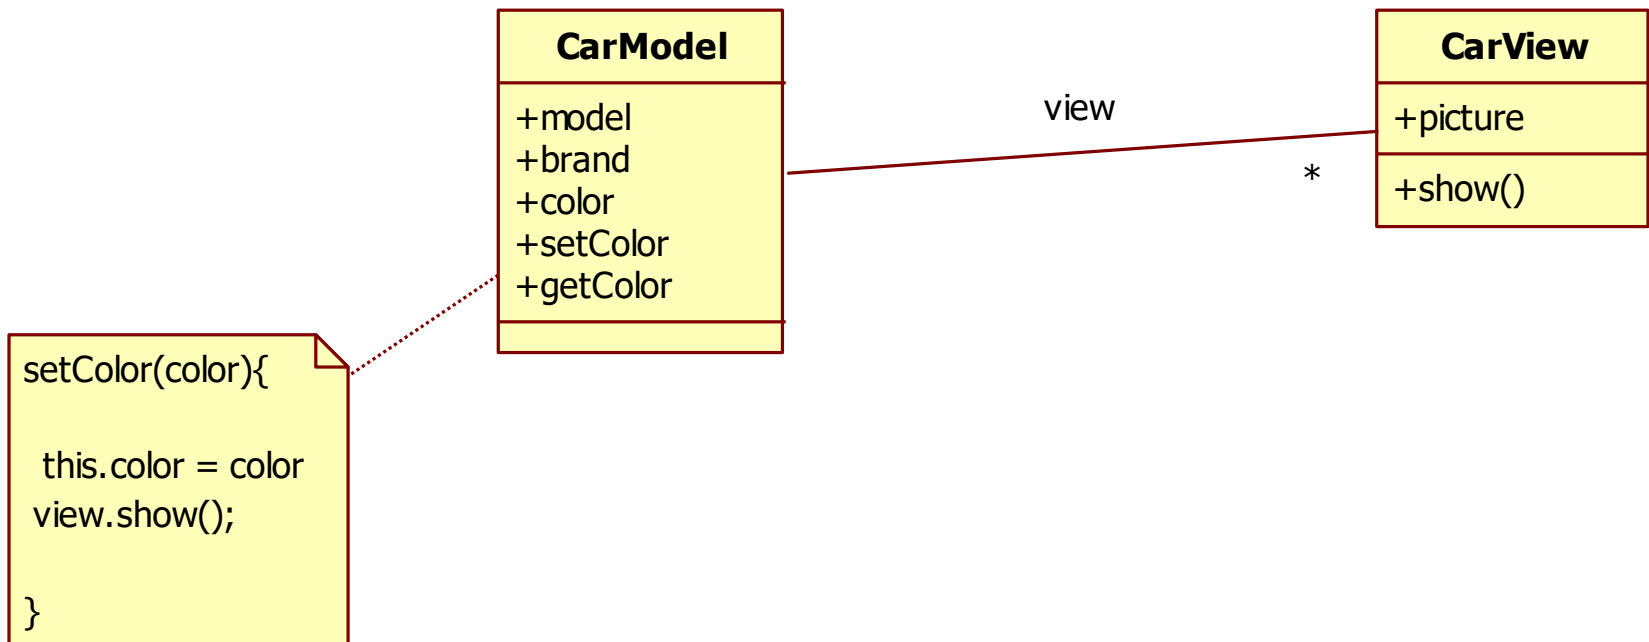 CarModel
+model
+brand
+color
+setColor
+getColor
view
*
CarView
+picture
+show()
setColor(color){
this.color = color
view.show();
}